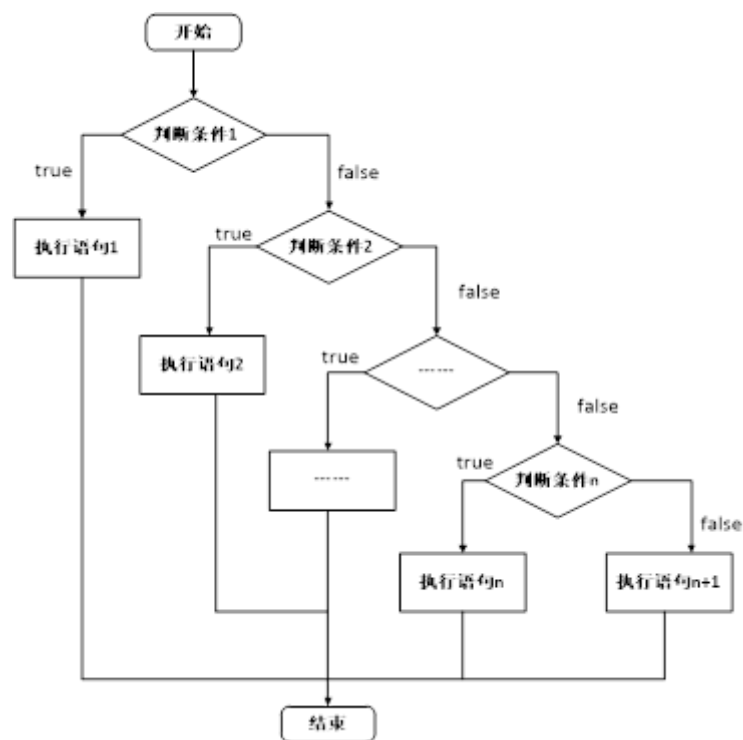 开始
判断条件1
true
false
执行语句1
true
判断条件2
false
执行语句2
true
------
false
------
true
判断条件n
false
执行语句n
执行语句n+1
结束